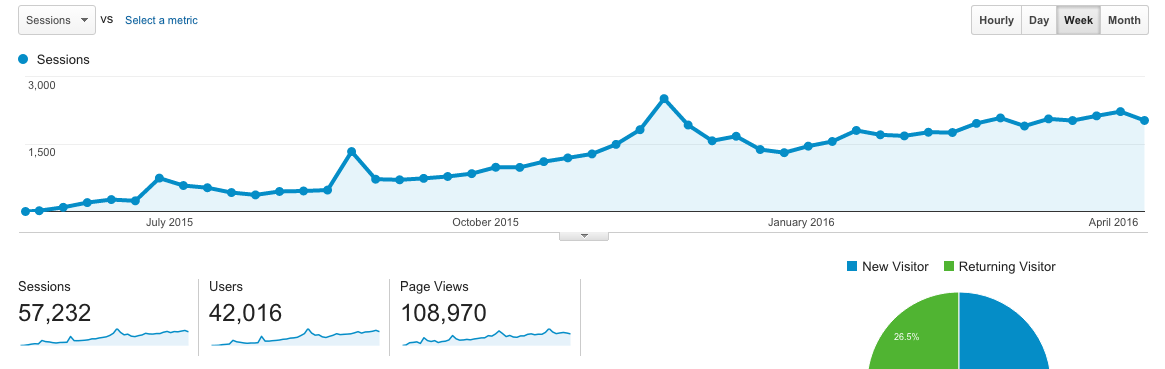 Sessions VS Select a metric Hourly Day Week Month
Sessions
3,000
1,500
July 2015 October 2015 January 2016 April 2016
New Visitor Returning Visitor
Sessions Users Page Views
57,232 42,016 108,970
26.5%